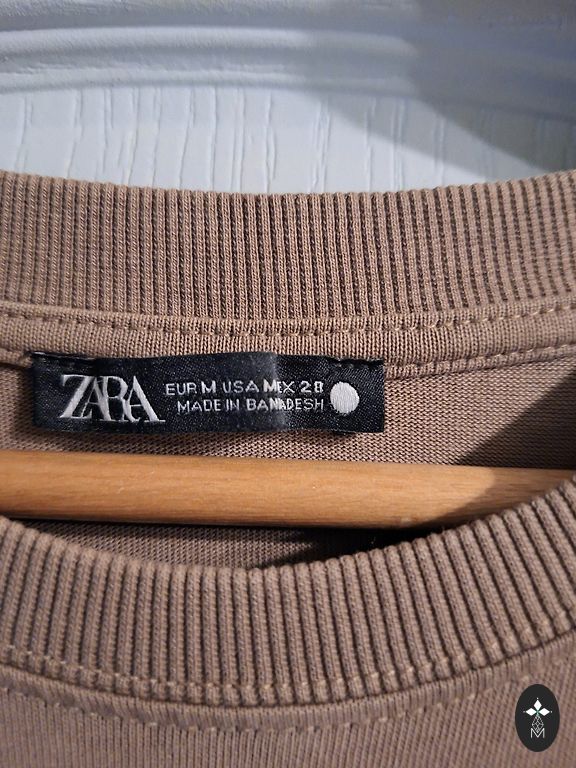 ZARA
EUR M USA M MEX 28
MADE IN BANADESH
M